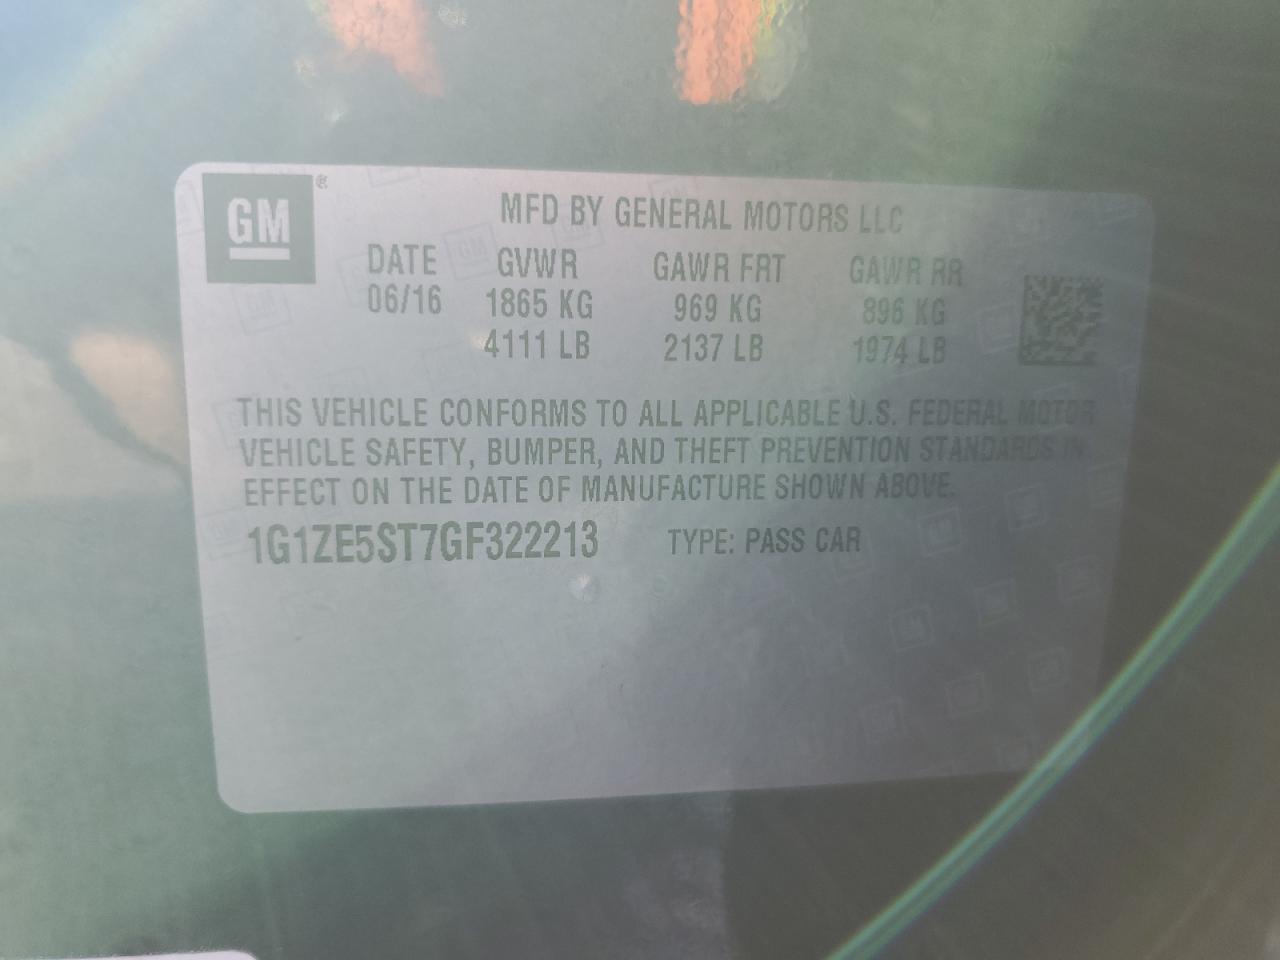 GM®
MFD BY GENERAL MOTORS LLC
DATE GVWR GAWR FRT GAWR RR
06/16 1865 KG 969 KG 896 KG
4111 LB 2137 LB 1974 LB
THIS VEHICLE CONFORMS TO ALL APPLICABLE U.S. FEDERAL MOTOR
VEHICLE SAFETY, BUMPER, AND THEFT PREVENTION STANDARDS IN
EFFECT ON THE DATE OF MANUFACTURE SHOWN ABOVE.
1G1ZE5ST7GF322213 TYPE: PASS CAR